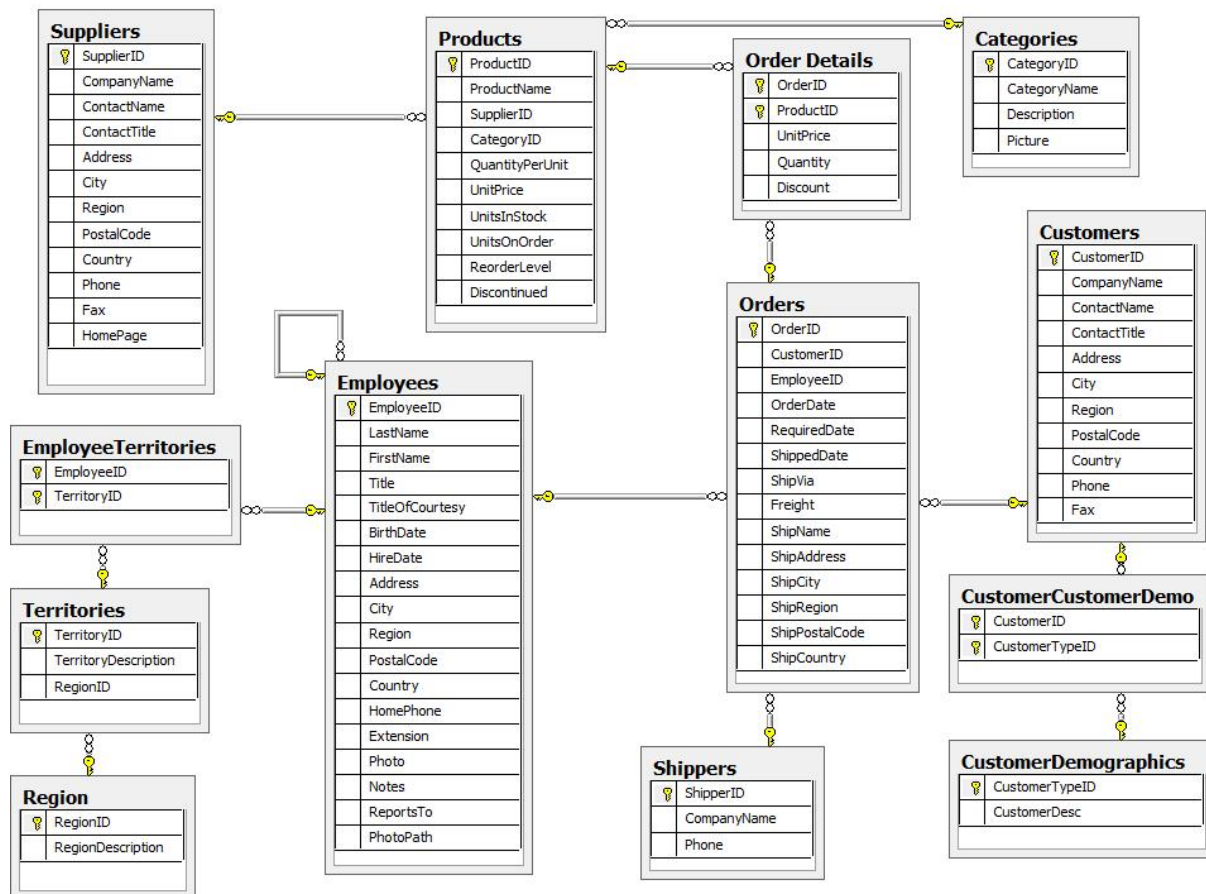 Suppliers
SupplierID
CompanyName
ContactName
ContactTitle
Address
City
Region
PostalCode
Country
Phone
Fax
HomePage
Products
ProductID
ProductName
SupplierID
CategoryID
QuantityPerUnit
UnitPrice
UnitsInStock
UnitsOnOrder
ReorderLevel
Discontinued
Order Details
OrderID
ProductID
UnitPrice
Quantity
Discount
Categories
CategoryID
CategoryName
Description
Picture
Customers
CustomerID
CompanyName
ContactName
ContactTitle
Address
City
Region
PostalCode
Country
Phone
Fax
Orders
OrderID
CustomerID
EmployeeID
OrderDate
RequiredDate
ShippedDate
ShipVia
Freight
ShipName
ShipAddress
ShipCity
ShipRegion
ShipPostalCode
ShipCountry
Employees
EmployeeID
LastName
FirstName
Title
TitleOfCourtesy
BirthDate
HireDate
Address
City
Region
PostalCode
Country
HomePhone
Extension
Photo
Notes
ReportsTo
PhotoPath
EmployeeTerritories
EmployeeID
TerritoryID
Territories
TerritoryID
TerritoryDescription
RegionID
Region
RegionID
RegionDescription
Shippers
ShipperID
CompanyName
Phone
CustomerCustomerDemo
CustomerID
CustomerTypeID
CustomerDemographics
CustomerTypeID
CustomerDesc